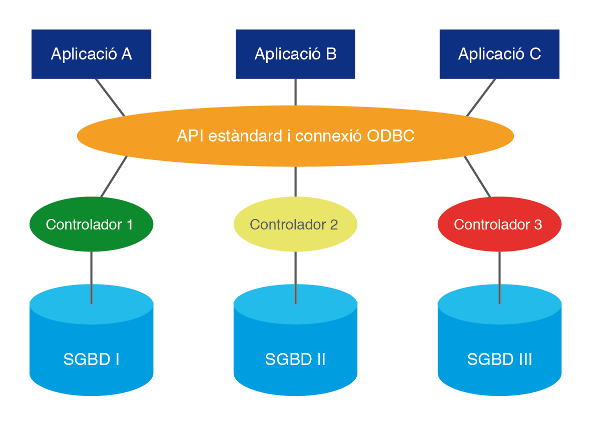 Aplicació A
Aplicació B
Aplicació C
API estàndard i connexió ODBC
Controlador 1
Controlador 2
Controlador 3
SGBD I
SGBD II
SGBD III